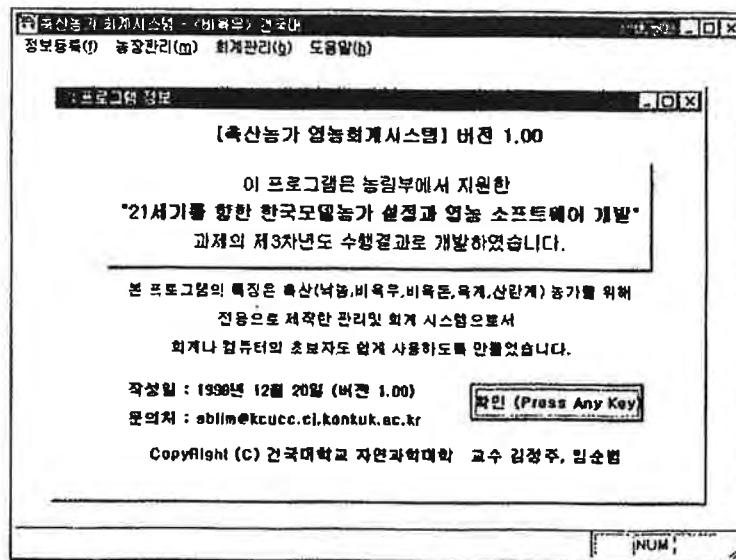 축산농가 회계시스템 - <비육우> 건국대
정보등록(i) 농장관리(m) 회계관리(g) 도움말(h)
: 프로그램 정보
[축산농가 영농회계시스템] 버전 1.00
이 프로그램은 농림부에서 지원한
"21세기를 향한 한국모델농가 설정과 영농 소프트웨어 개발"
과제의 제3차년도 수행결과로 개발하였습니다.
본 프로그램의 특징은 축산(낙농,비육우,비육돈,육계,산란계) 농가를 위해
전용으로 제작한 관리및 회계 시스템으로서
회계나 컴퓨터의 초보자도 쉽게 사용하도록 만들었습니다.
작성일 : 1998년 12월 20일 (버전 1.00)
확인 (Press Any Key)
문의처 : sblim@kcucc.cj.konkuk.ac.kr
CopyRight (C) 건국대학교 자연과학대학 교수 김정주, 임순범
NUM